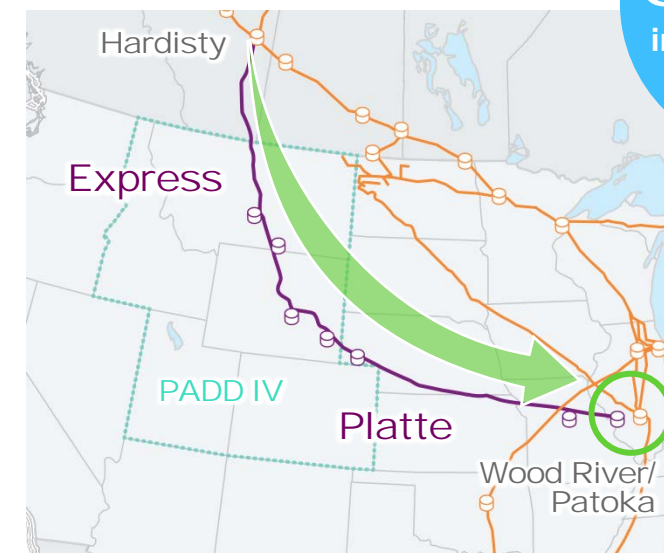 Hardisty
Express
PADD IV
Platte
Wood River/
Patoka